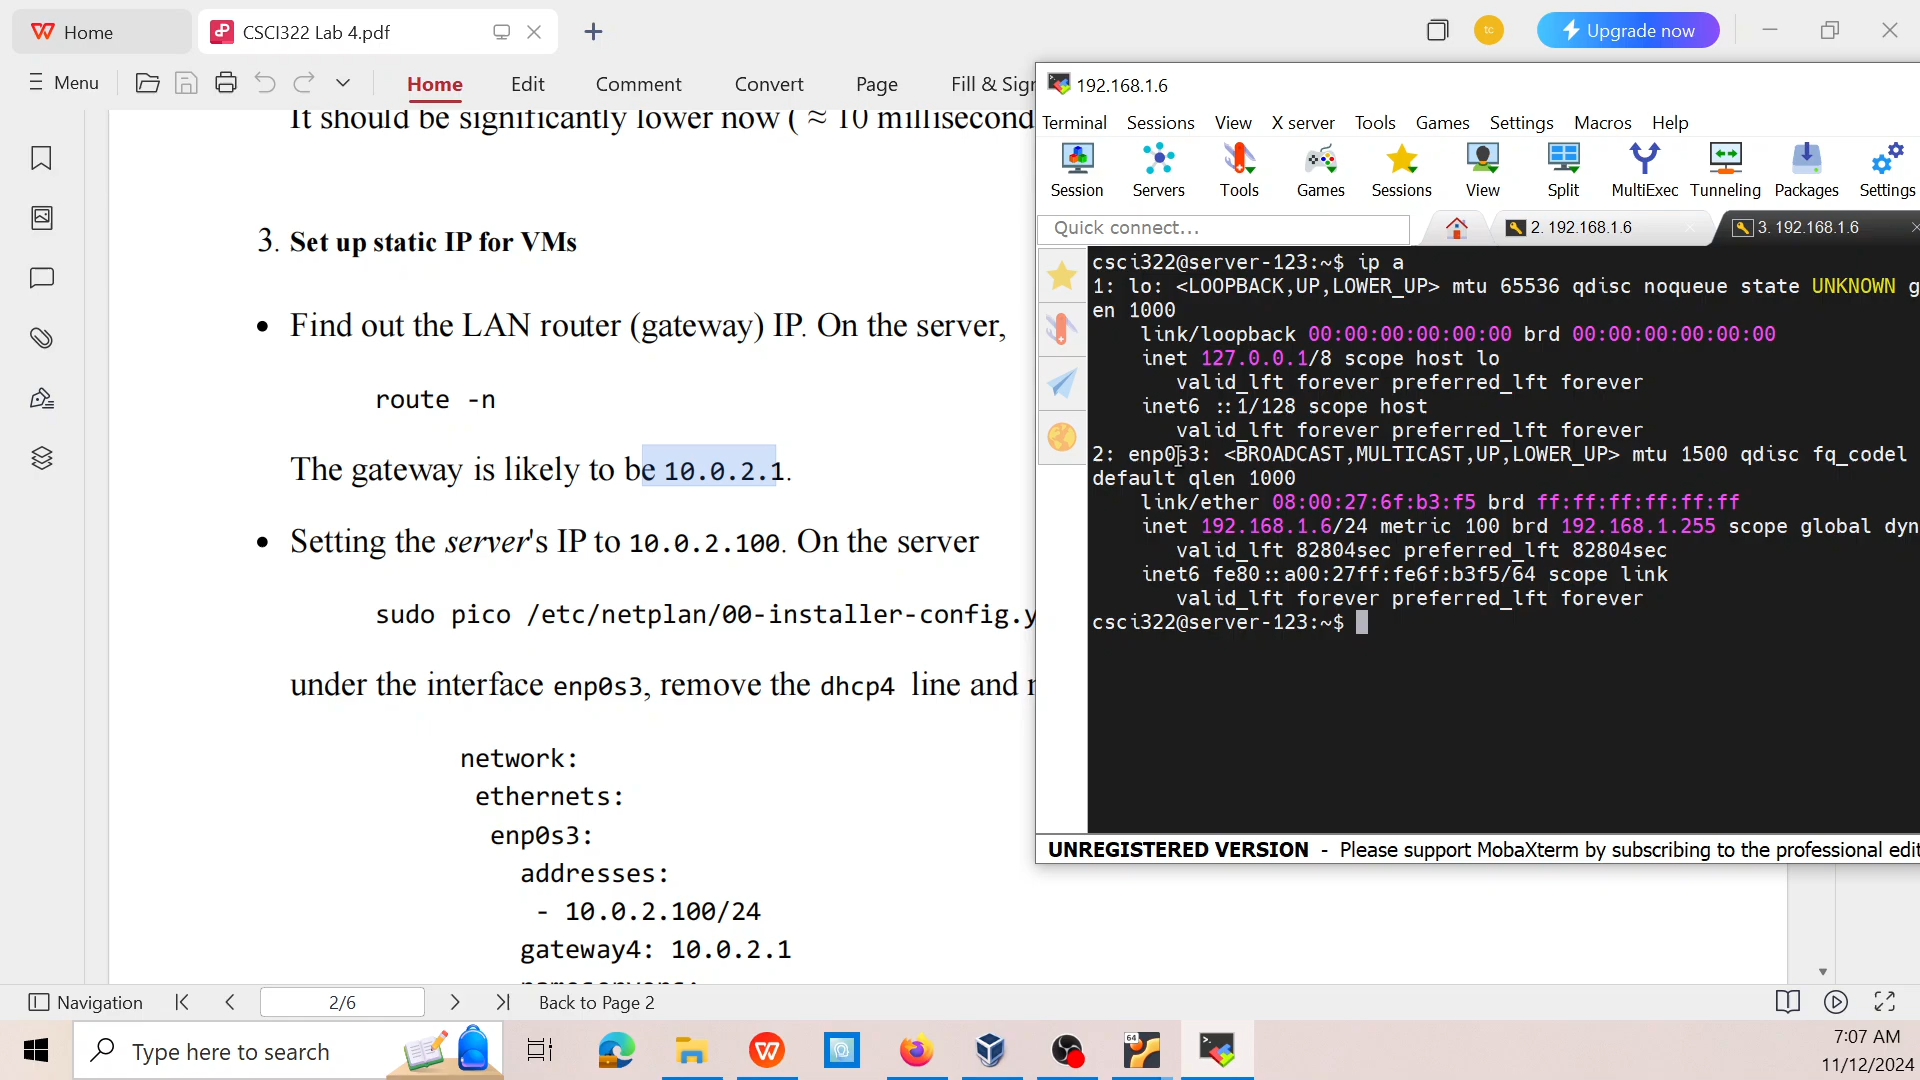 Home
CSCI322 Lab 4.pdf
tc
Upgrade now
Menu
Home
Edit
Comment
Convert
Page
Fill & Sign
It should be significantly lower now ( ≈ 10 millisecond
3. Set up static IP for VMs
• Find out the LAN router (gateway) IP. On the server,
route -n
The gateway is likely to be 10.0.2.1.
• Setting the server's IP to 10.0.2.100. On the server
sudo pico /etc/netplan/00-installer-config.y
under the interface enp0s3, remove the dhcp4 line and
network:
ethernets:
enp0s3:
addresses:
- 10.0.2.100/24
gateway4: 10.0.2.1
Navigation
2/6
Back to Page 2
192.168.1.6
Terminal Sessions View X server Tools Games Settings Macros Help
Session Servers Tools Games Sessions View Split MultiExec Tunneling Packages Settings
Quick connect...
2. 192.168.1.6
3. 192.168.1.6
csci322@server-123:~$ ip a
1: lo: <LOOPBACK,UP,LOWER_UP> mtu 65536 qdisc noqueue state UNKNOWN g
en 1000
link/loopback 00:00:00:00:00:00 brd 00:00:00:00:00:00
inet 127.0.0.1/8 scope host lo
valid_lft forever preferred_lft forever
inet6 ::1/128 scope host
valid_lft forever preferred_lft forever
2: enp0s3: <BROADCAST,MULTICAST,UP,LOWER_UP> mtu 1500 qdisc fq_codel
default qlen 1000
link/ether 08:00:27:6f:b3:f5 brd ff:ff:ff:ff:ff:ff
inet 192.168.1.6/24 metric 100 brd 192.168.1.255 scope global dyn
valid_lft 82804sec preferred_lft 82804sec
inet6 fe80::a00:27ff:fe6f:b3f5/64 scope link
valid_lft forever preferred_lft forever
csci322@server-123:~$
UNREGISTERED VERSION - Please support MobaXterm by subscribing to the professional edit
Type here to search
64
7:07 AM
11/12/2024